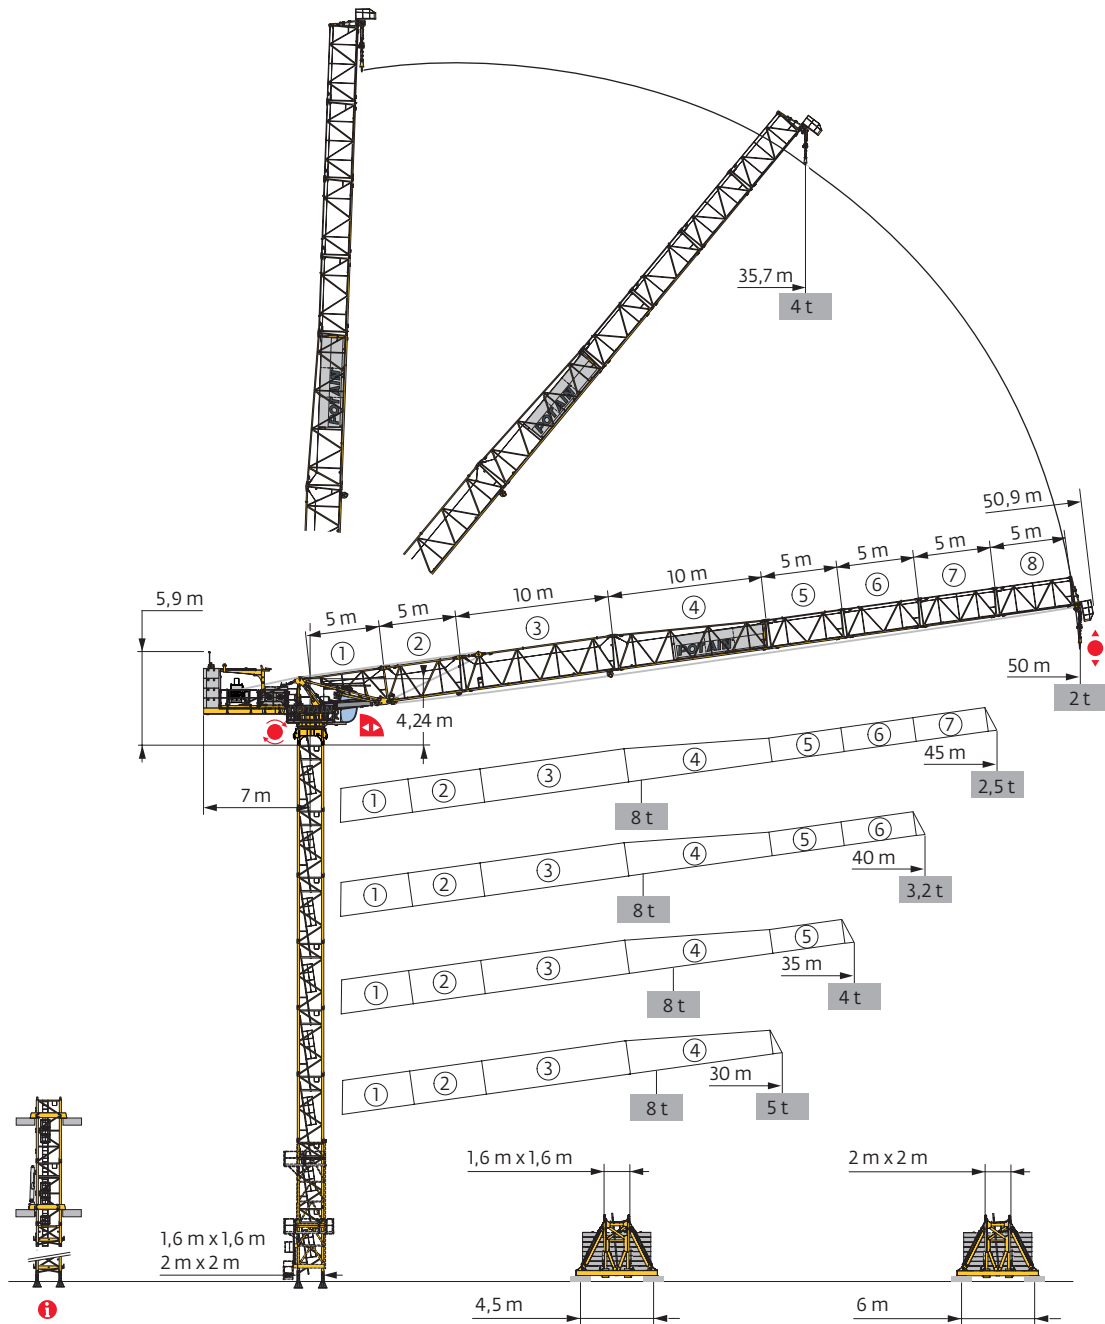 POTAIN
35,7 m
4 t
POTAIN
50,9 m
5 m
5 m
5 m
5 m
10 m
10 m
5 m
5 m
5,9 m
① ② ③ ④ ⑤ ⑥ ⑦ ⑧
POTAIN
50 m
2 t
4,24 m
7 m
① ② ③ ④ ⑤ ⑥ ⑦
45 m
2,5 t
8 t
① ② ③ ④ ⑤ ⑥
40 m
3,2 t
8 t
① ② ③ ④ ⑤
35 m
4 t
8 t
① ② ③ ④
30 m
5 t
8 t
1,6 m x 1,6 m
2 m x 2 m
1,6 m x 1,6 m
2 m x 2 m
4,5 m
6 m
i